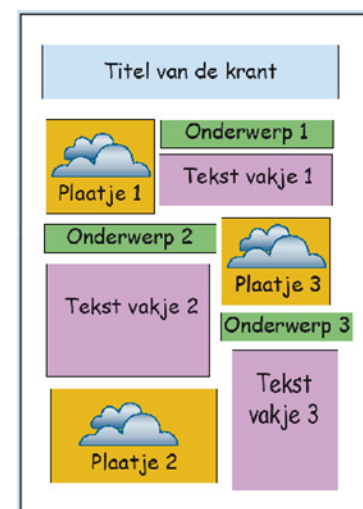 Titel van de krant
Onderwerp 1
Plaatje 1
Tekst vakje 1
Onderwerp 2
Tekst vakje 2
Plaatje 2
Plaatje 3
Onderwerp 3
Tekst
vakje 3